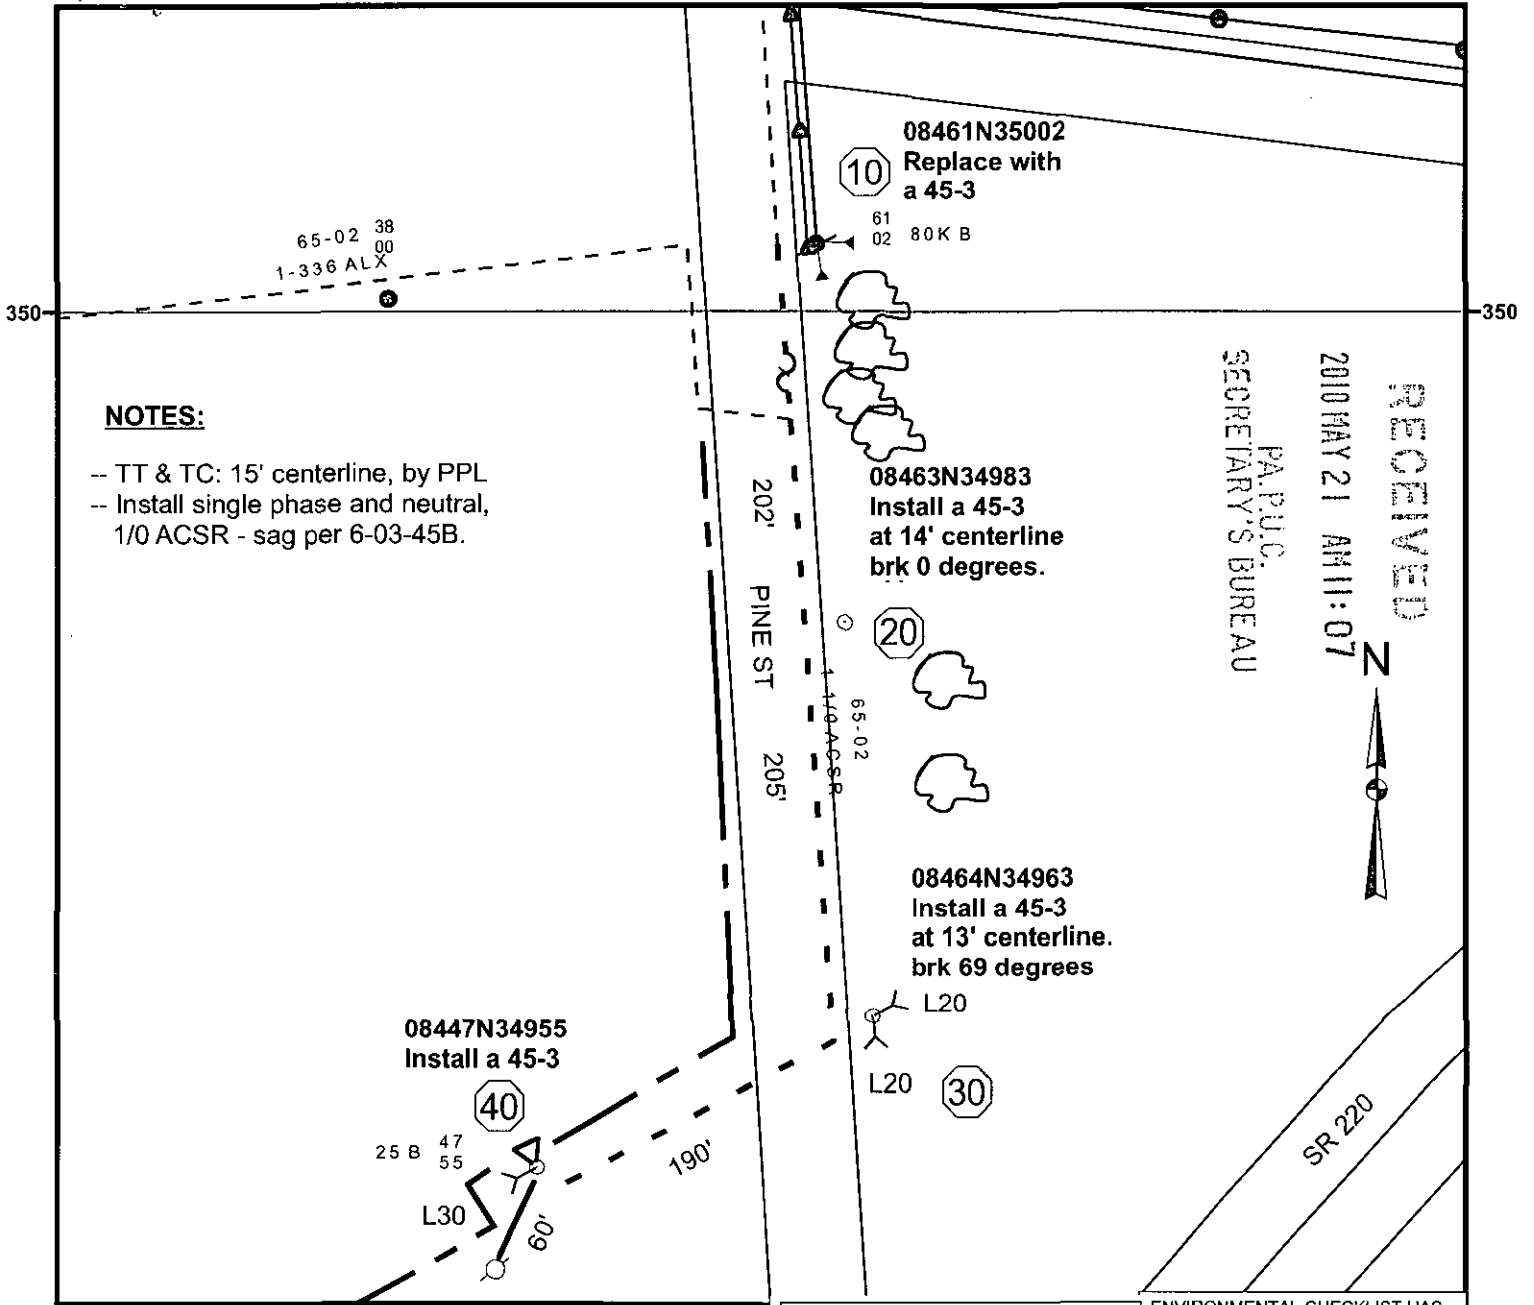 08461N35002
Replace with
a 45-3
10
61
02 80K B
65-02 38
00
1-336 ALX
350
350
NOTES:
-- TT & TC: 15' centerline, by PPL
-- Install single phase and neutral,
1/0 ACSR - sag per 6-03-45B.
RECEIVED
2010 MAY 21 AM 11:07
PA.P.U.C.
SECRETARY'S BUREAU
N
202'
PINE ST
205'
08463N34983
Install a 45-3
at 14' centerline
brk 0 degrees.
20
65-02
1 1/0 ACSR
08464N34963
Install a 45-3
at 13' centerline.
brk 69 degrees
L20
L20
30
08447N34955
Install a 45-3
40
25 B 47
55
L30
60'
190'
SR 220
ENVIRONMENTAL CHECKLIST HAS